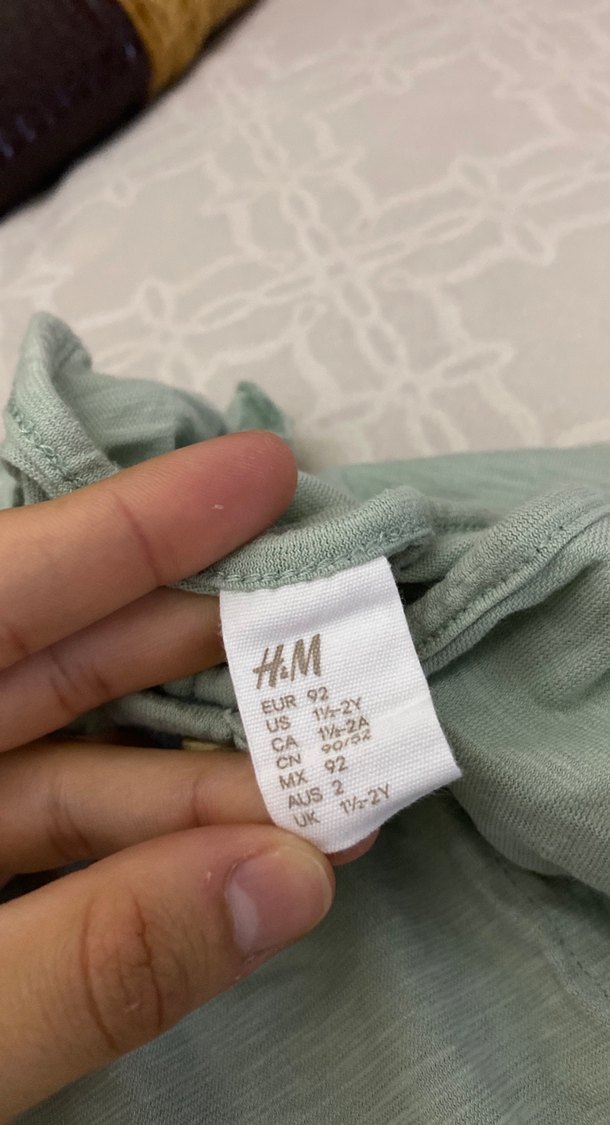 H&M
EUR 92
US 1½-2Y
CA 1½-2A
CN 90/52
MX 92
AUS 2
UK 1½-2Y